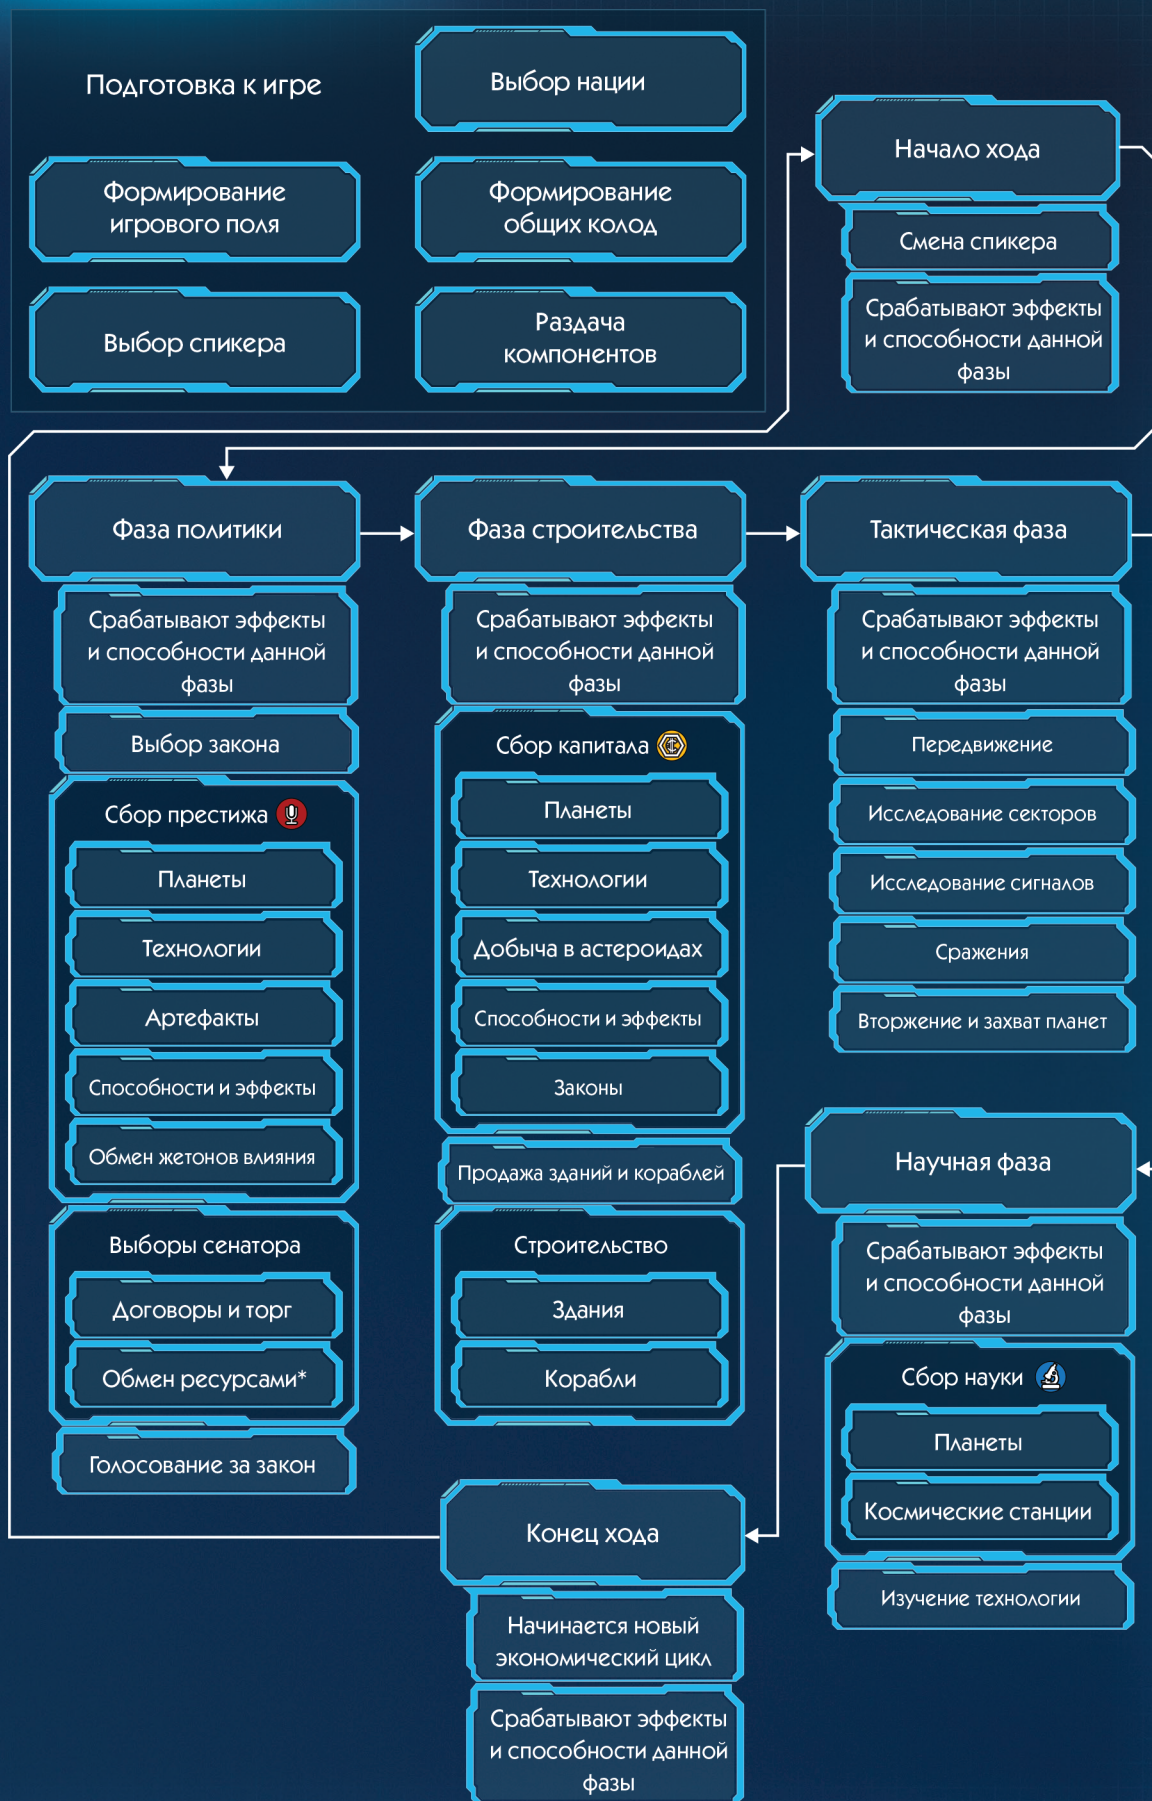 Подготовка к игре
Выбор нации
Формирование
игрового поля
Формирование
общих колод
Выбор спикера
Раздача
компонентов
Начало хода
Смена спикера
Срабатывают эффекты
и способности данной
фазы
Фаза политики
Срабатывают эффекты
и способности данной
фазы
Выбор закона
Сбор престижа
Планеты
Технологии
Артефакты
Способности и эффекты
Обмен жетонов влияния
Выборы сенатора
Договоры и торг
Обмен ресурсами*
Голосование за закон
Фаза строительства
Срабатывают эффекты
и способности данной
фазы
Сбор капитала
Планеты
Технологии
Добыча в астероидах
Способности и эффекты
Законы
Продажа зданий и кораблей
Строительство
Здания
Корабли
Тактическая фаза
Срабатывают эффекты
и способности данной
фазы
Передвижение
Исследование секторов
Исследование сигналов
Сражения
Вторжение и захват планет
Научная фаза
Срабатывают эффекты
и способности данной
фазы
Сбор науки
Планеты
Космические станции
Изучение технологии
Конец хода
Начинается новый
экономический цикл
Срабатывают эффекты
и способности данной
фазы